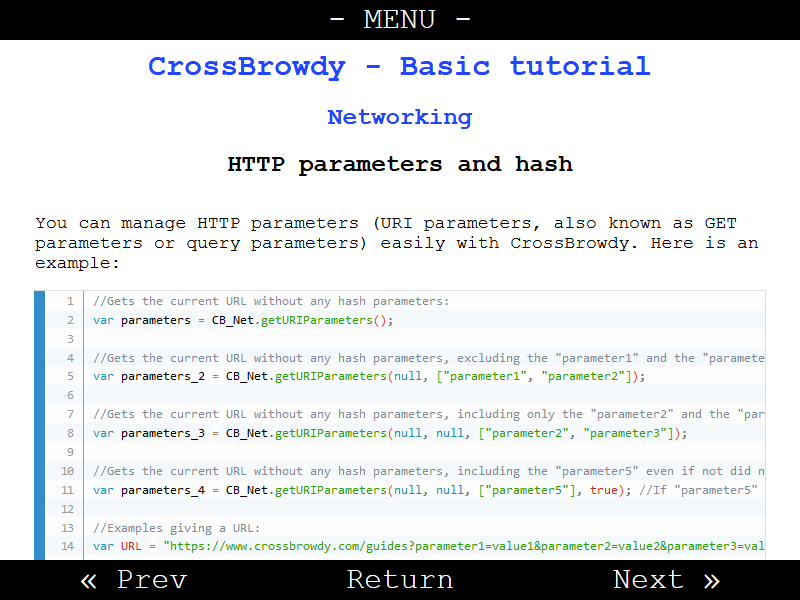 - MENU -
CrossBrowdy - Basic tutorial
Networking
HTTP parameters and hash
You can manage HTTP parameters (URI parameters, also known as GET
parameters or query parameters) easily with CrossBrowdy. Here is an
example:
1 //Gets the current URL without any hash parameters:
2 var parameters = CB_Net.getURIParameters();
3
4 //Gets the current URL without any hash parameters, excluding the "parameter1" and the "paramete
5 var parameters_2 = CB_Net.getURIParameters(null, ["parameter1", "parameter2"]);
6
7 //Gets the current URL without any hash parameters, including only the "parameter2" and the "par
8 var parameters_3 = CB_Net.getURIParameters(null, null, ["parameter2", "parameter3"]);
9
10 //Gets the current URL without any hash parameters, including the "parameter5" even if not did n
11 var parameters_4 = CB_Net.getURIParameters(null, null, ["parameter5"], true); //If "parameter5"
12
13 //Examples giving a URL:
14 var URL = "https://www.crossbrowdy.com/guides?parameter1=value1&parameter2=value2&parameter3=val
« Prev Return Next »